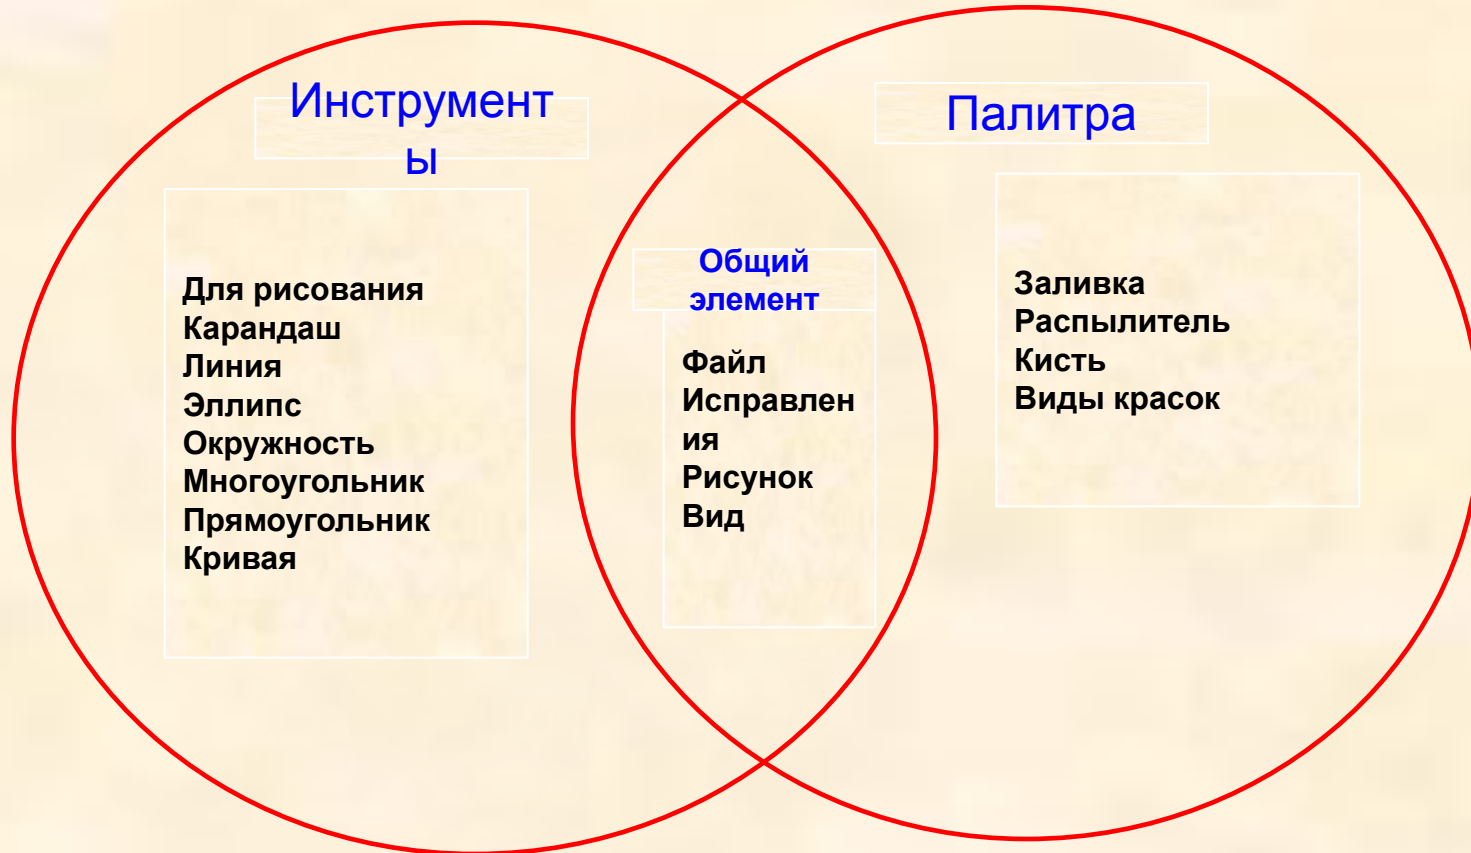 Инструмент
ы
Для рисования
Карандаш
Линия
Эллипс
Окружность
Многоугольник
Прямоугольник
Кривая
Общий
элемент
Файл
Исправлен
ия
Рисунок
Вид
Палитра
Заливка
Распылитель
Кисть
Виды красок